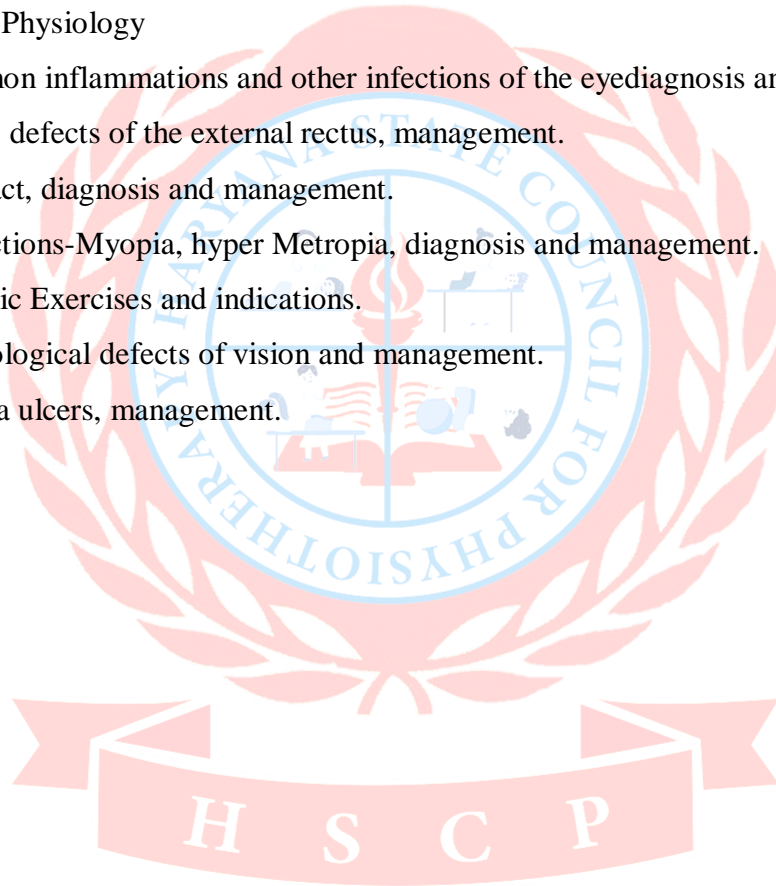 Physiology
non inflammations and other infections of the eyediagnosis an
defects of the external rectus, management.
act, diagnosis and management.
ctions-Myopia, hyper Metropia, diagnosis and management.
ic Exercises and indications.
ological defects of vision and management.
a ulcers, management.
HARYANA STATE COUNCIL FOR PHYSIOTHERAPY
H S C P